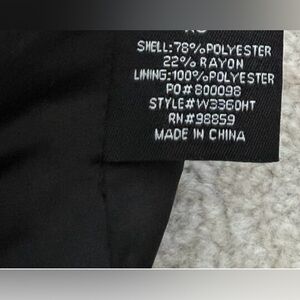 SHELL:78%POLYESTER
22% RAYON
LINING:100%POLYESTER
PO#800098
STYLE#W3360HT
RN#98859
MADE IN CHINA